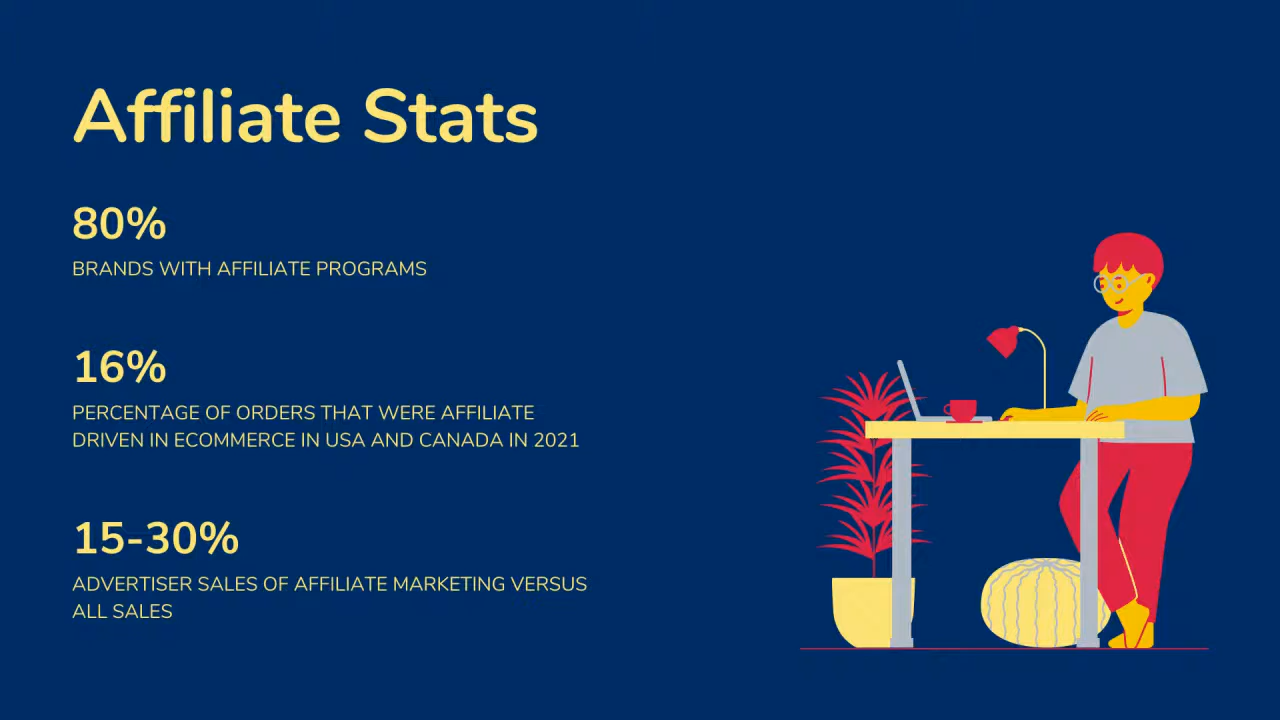 Affiliate Stats
80%
BRANDS WITH AFFILIATE PROGRAMS
16%
PERCENTAGE OF ORDERS THAT WERE AFFILIATE
DRIVEN IN ECOMMERCE IN USA AND CANADA IN 2021
15-30%
ADVERTISER SALES OF AFFILIATE MARKETING VERSUS
ALL SALES